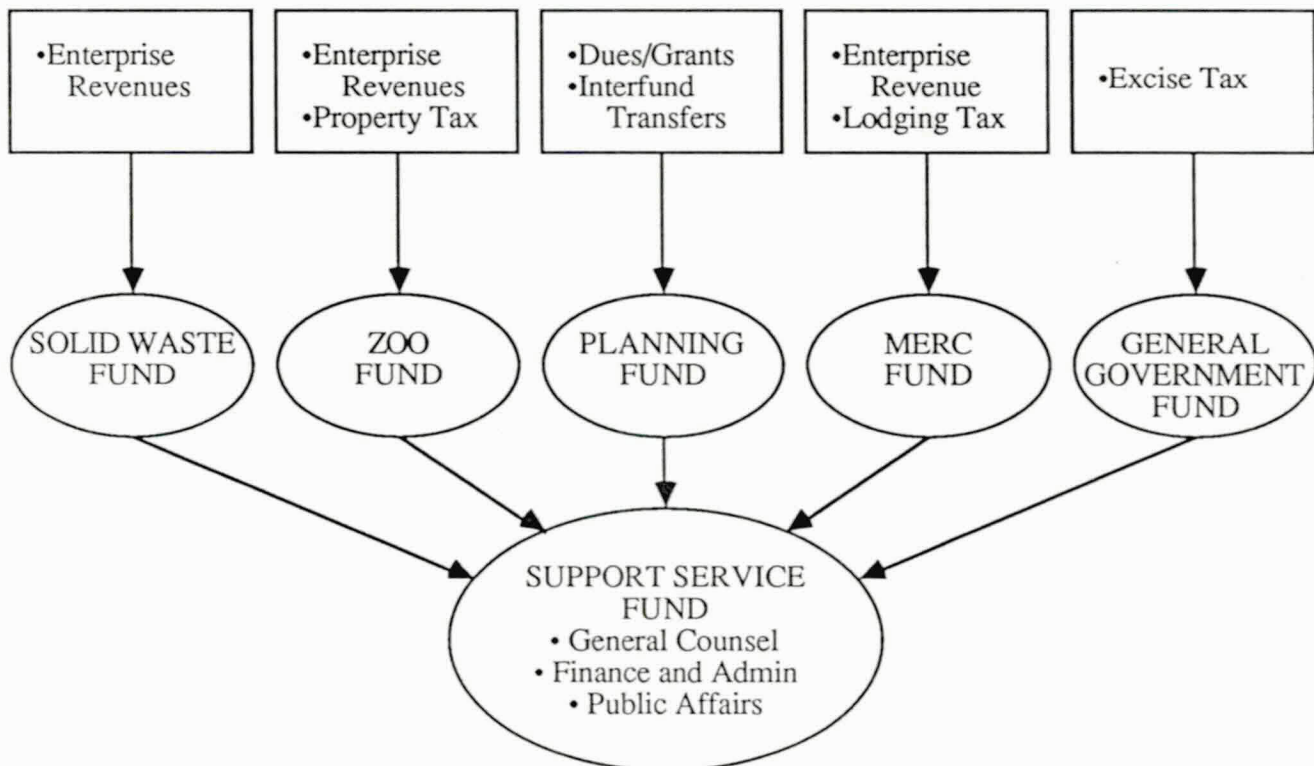 •Enterprise
Revenues
•Enterprise
Revenues
•Property Tax
•Dues/Grants
•Interfund
Transfers
•Enterprise
Revenue
•Lodging Tax
•Excise Tax
SOLID WASTE
FUND
ZOO
FUND
PLANNING
FUND
MERC
FUND
GENERAL
GOVERNMENT
FUND
SUPPORT SERVICE
FUND
• General Counsel
• Finance and Admin
• Public Affairs